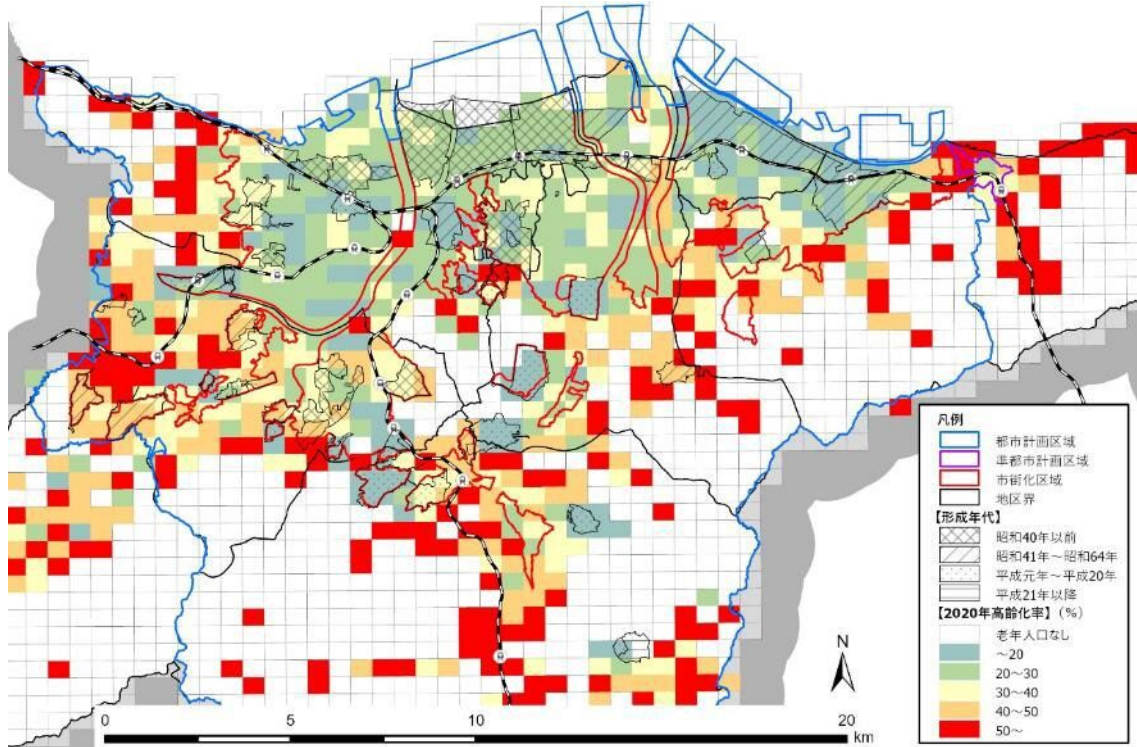 凡例
都市計画区域
準都市計画区域
市街化区域
地区界
【形成年代】
昭和40年以前
昭和41年～昭和64年
平成元年～平成20年
平成21年以降
【2020年高齢化率】(%)
老年人口なし
～20
20～30
30～40
40～50
50～
N
0 5 10 20
km